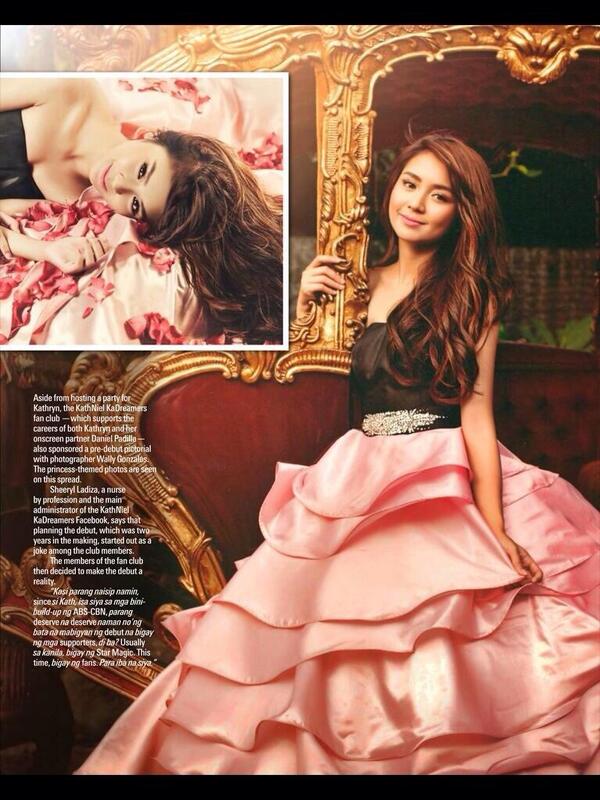 Aside from hosting a party for
Kathryn, the KathNiel KaDreamers
fan club — which supports the
careers of both Kathryn and her
onscreen partner Daniel Padilla —
also sponsored a pre-debut pictorial
with photographer Wally Gonzales.
The princess-themed photos are seen
on this spread.
Sheeryl Ladiza, a nurse
by profession and the main
administrator of the KathNiel
KaDreamers Facebook, says that
planning the debut, which was two
years in the making, started out as a
joke among the club members.
The members of the fan club
then decided to make the debut a
reality.
"Kasi parang naisip namin,
since si Kath, isa siya sa mga bini-
build-up ng ABS-CBN, parang
deserve na deserve naman no'ng
bata na mabigyan ng debut na bigay
ng mga supporters, di ba? Usually
sa kanila, bigay ng Star Magic. This
time, bigay ng fans. Para iba na siya."